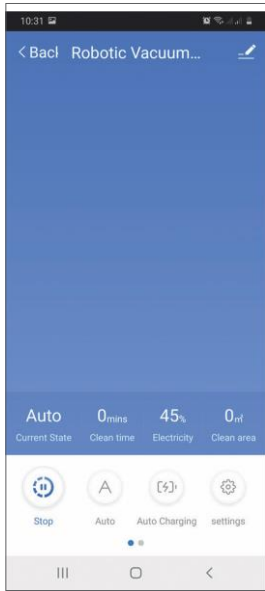 10:31
< Back Robotic Vacuum...
Auto 0mins 45% 0㎡
Current State Clean time Electricity Clean area
A
Stop Auto Auto Charging settings